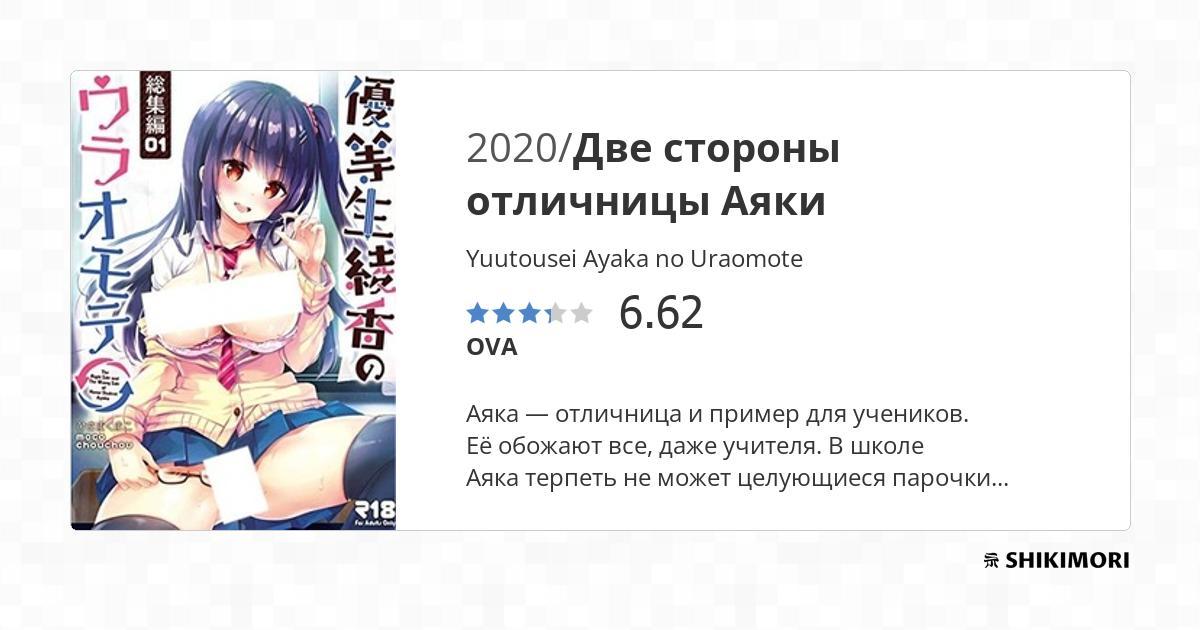 優等生綾香の
ウラオモテ
総集編01
moco
chouchou
R18
For Adults Only
2020/Две стороны
отличницы Аяки
Yuutousei Ayaka no Uraomote
6.62
OVA
Аяка — отличница и пример для учеников.
Её обожают все, даже учителя. В школе
Аяка терпеть не может целующиеся парочки...
SHIKIMORI